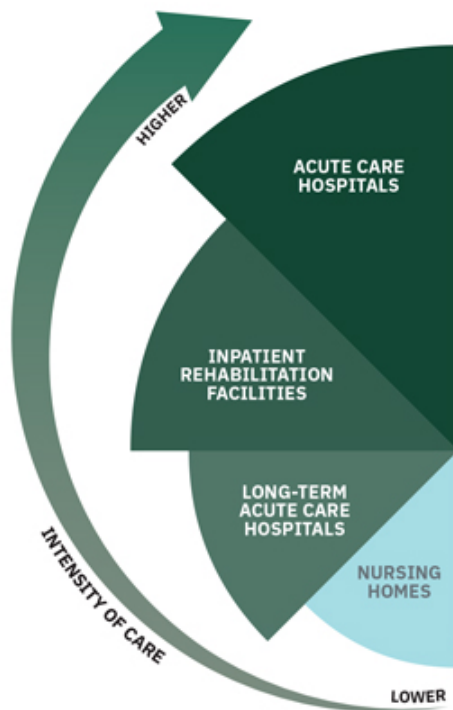 HIGHER
ACUTE CARE
HOSPITALS
INPATIENT
REHABILITATION
FACILITIES
LONG-TERM
ACUTE CARE
HOSPITALS
INTENSITY OF CARE
NURSING
HOMES
LOWER